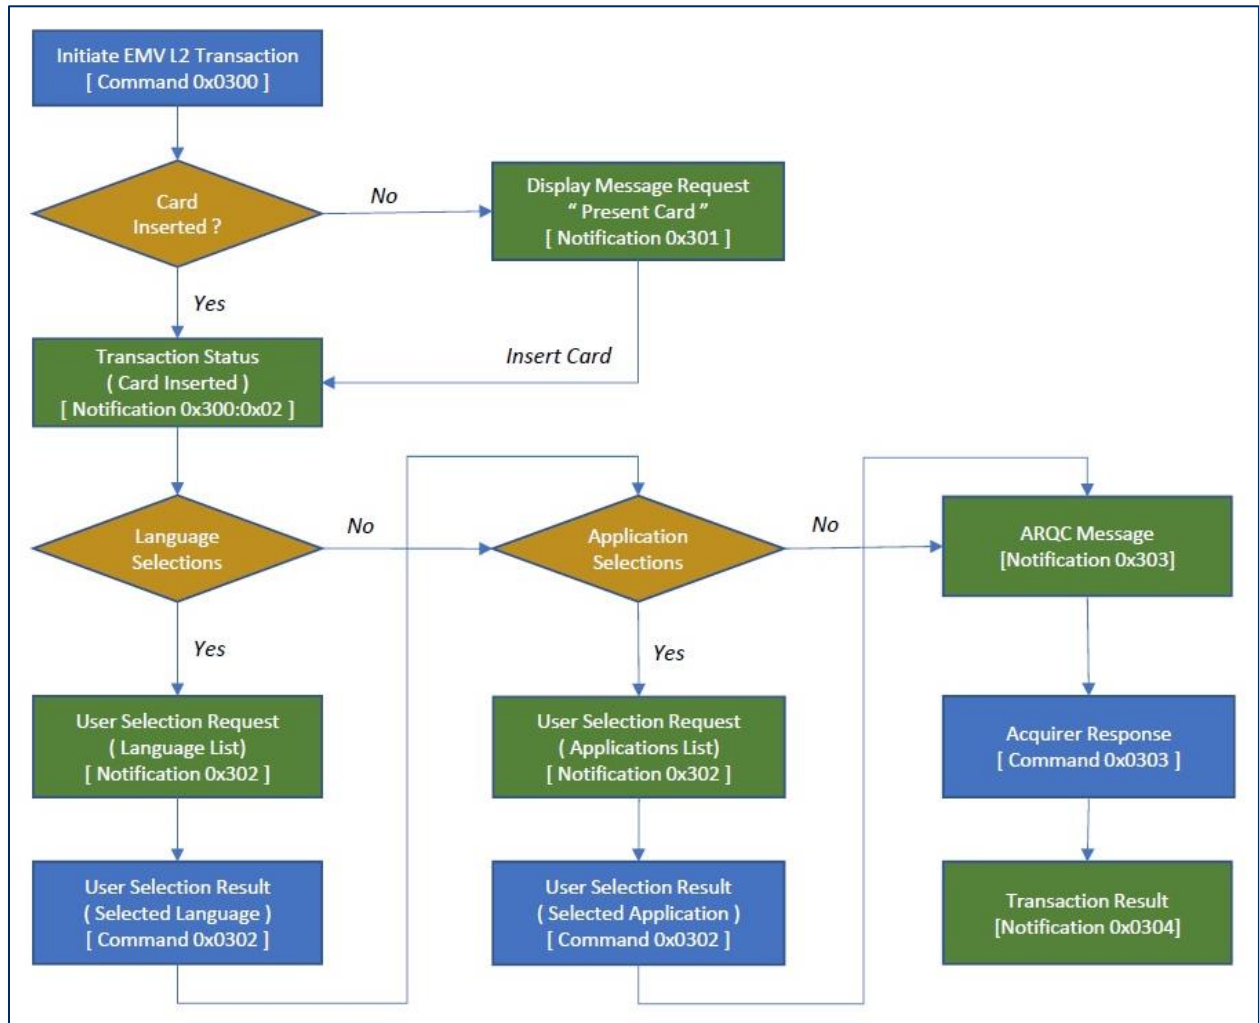 Initiate EMV L2 Transaction
[ Command 0x0300 ]
Card
Inserted ?
No
Display Message Request
“ Present Card ”
[ Notification 0x301 ]
Yes
Insert Card
Transaction Status
( Card Inserted )
[ Notification 0x300:0x02 ]
Language
Selections
No
Application
Selections
No
ARQC Message
[Notification 0x303]
Yes
Yes
User Selection Request
( Language List)
[ Notification 0x302 ]
User Selection Request
( Applications List)
[ Notification 0x302 ]
Acquirer Response
[ Command 0x0303 ]
User Selection Result
( Selected Language )
[ Command 0x0302 ]
User Selection Result
( Selected Application )
[ Command 0x0302 ]
Transaction Result
[Notification 0x0304]